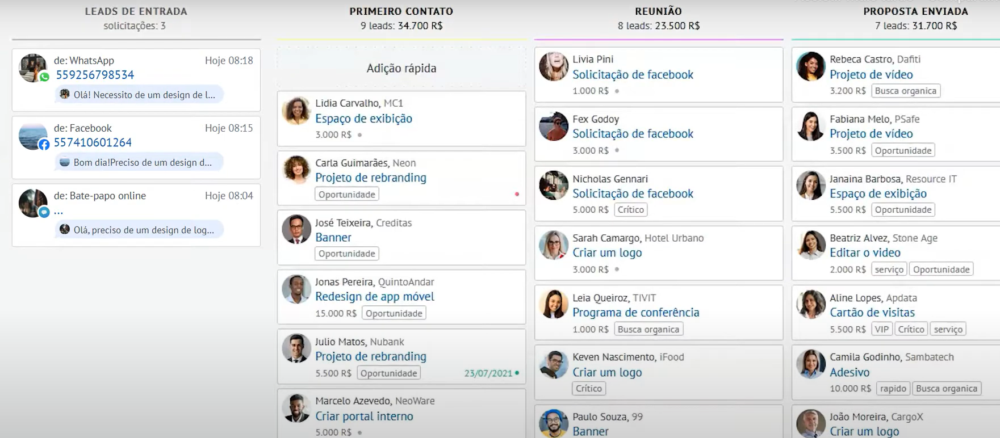 LEADS DE ENTRADA
solicitações: 3
de: WhatsApp Hoje 08:18
559256798534
Olá! Necessito de um design de l...
de: Facebook Hoje 08:15
557410601264
Bom dia!Preciso de um design d...
de: Bate-papo online Hoje 08:04
...
Olá, preciso de um design de log...
PRIMEIRO CONTATO
9 leads: 34.700 R$
Adição rápida
Lidia Carvalho, MC1
Espaço de exibição
3.000 R$
Carla Guimarães, Neon
Projeto de rebranding
Oportunidade
José Teixeira, Creditas
Banner
Oportunidade
Jonas Pereira, QuintoAndar
Redesign de app móvel
15.000 R$ Oportunidade
Julio Matos, Nubank
Projeto de rebranding
5.500 R$ Oportunidade 23/07/2021
Marcelo Azevedo, NeoWare
Criar portal interno
5.000 R$
REUNIÃO
8 leads: 23.500 R$
Livia Pini
Solicitação de facebook
1.000 R$
Fex Godoy
Solicitação de facebook
3.000 R$
Nicholas Gennari
Solicitação de facebook
5.000 R$ Crítico
Sarah Camargo, Hotel Urbano
Criar um logo
3.000 R$
Leia Queiroz, TIVIT
Programa de conferência
1.000 R$ Busca organica
Keven Nascimento, iFood
Criar um logo
Crítico
Paulo Souza, 99
Banner
PROPOSTA ENVIADA
7 leads: 31.700 R$
Rebeca Castro, Dafiti
Projeto de vídeo
3.200 R$ Busca organica
Fabiana Melo, PSafe
Projeto de vídeo
3.500 R$ Oportunidade
Janaina Barbosa, Resource IT
Espaço de exibição
5.500 R$ Oportunidade
Beatriz Alvez, Stone Age
Editar o video
2.000 R$ serviço Oportunidade
Aline Lopes, Apdata
Cartão de visitas
5.500 R$ VIP Crítico serviço
Camila Godinho, Sambatech
Adesivo
10.000 R$ rapido Busca organica
João Moreira, CargoX
Criar um logo